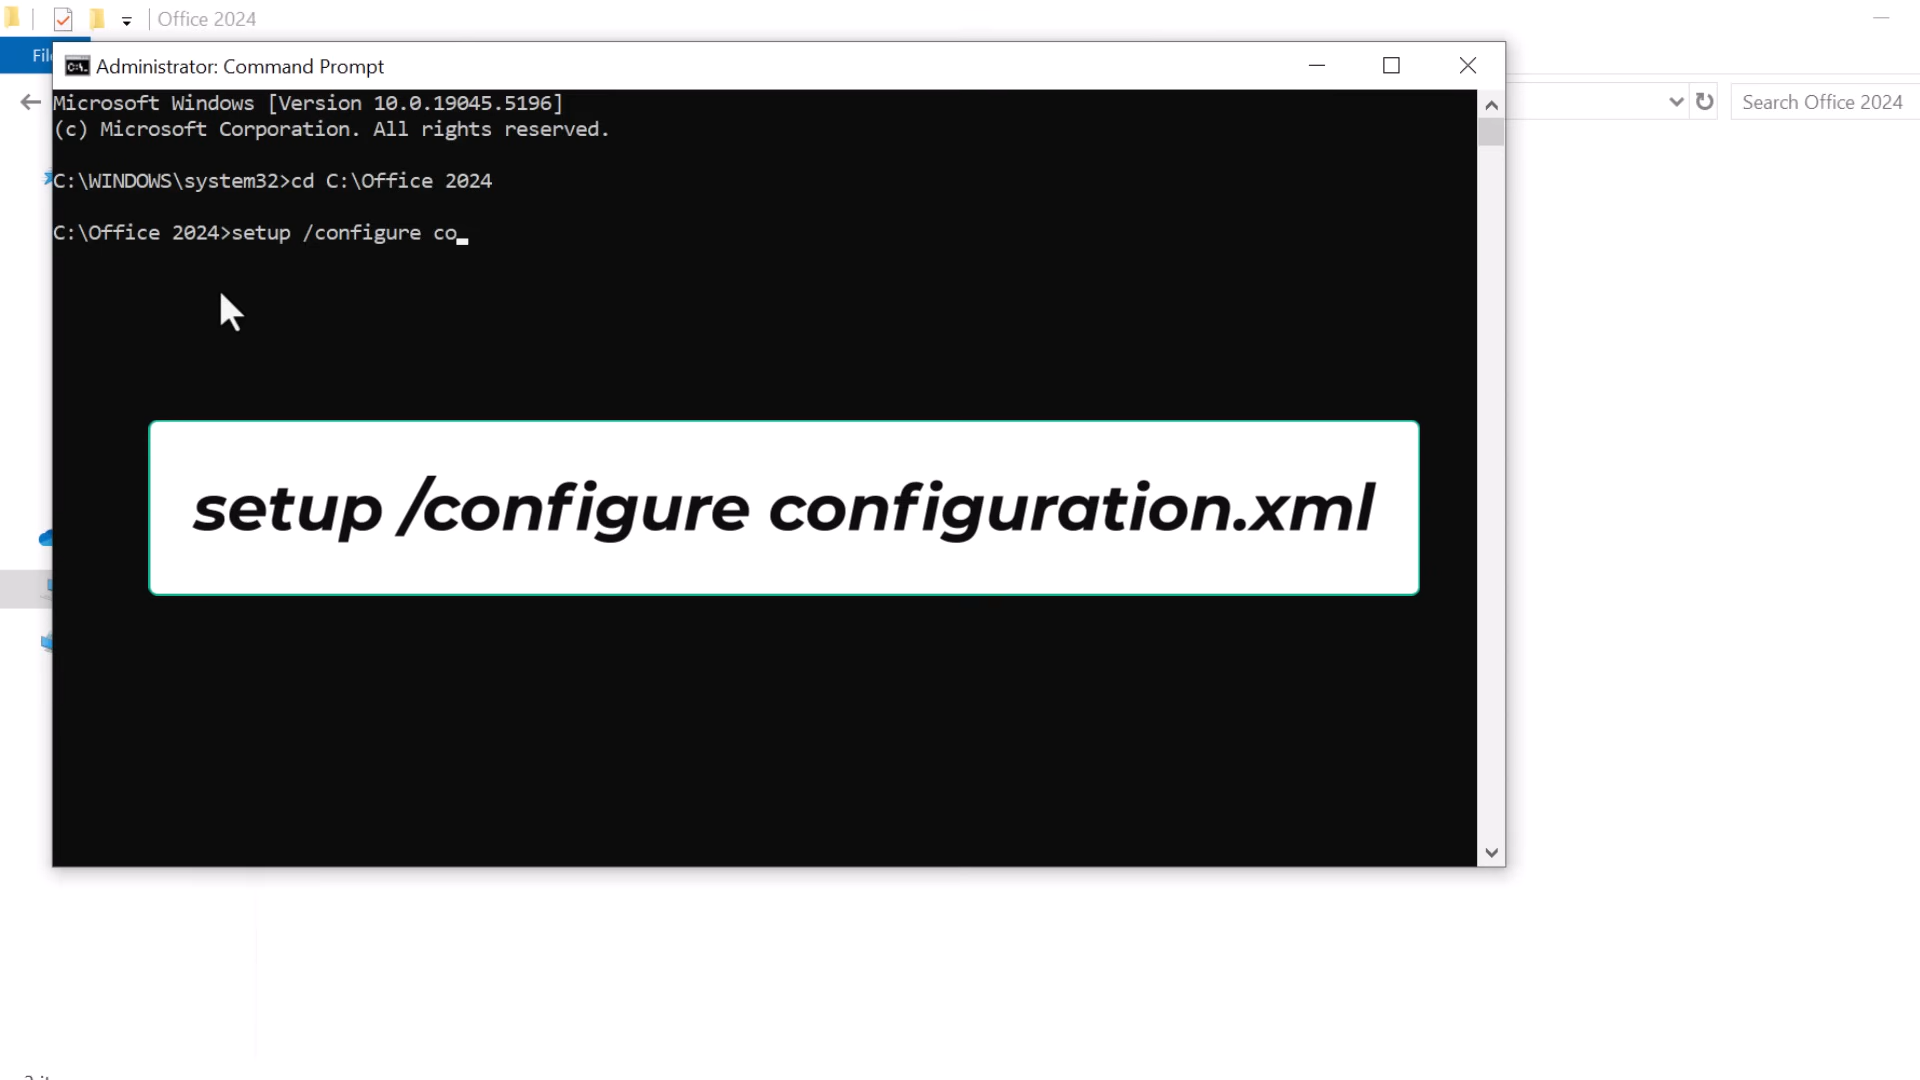 Office 2024
Administrator: Command Prompt
Search Office 2024
Microsoft Windows [Version 10.0.19045.5196]
(c) Microsoft Corporation. All rights reserved.
C:\WINDOWS\system32>cd C:\Office 2024
C:\Office 2024>setup /configure co_
setup /configure configuration.xml